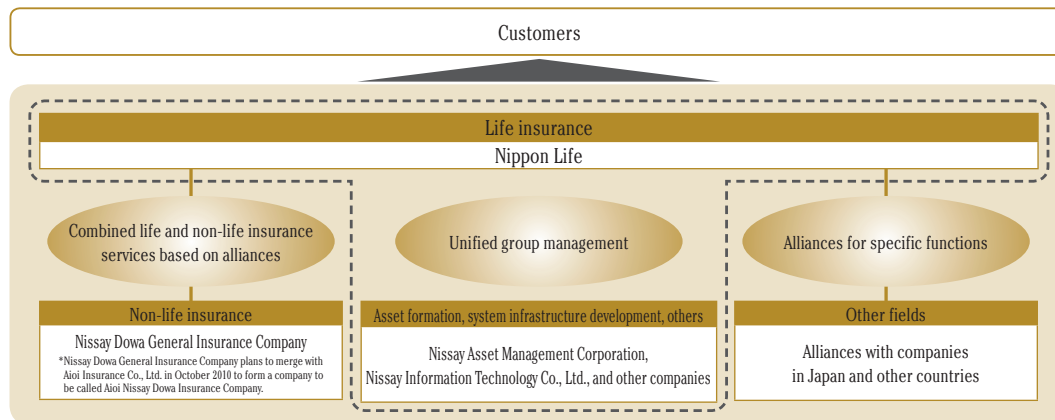 Customers
Life insurance
Nippon Life
Combined life and non-life insurance
services based on alliances
Unified group management
Alliances for specific functions
Non-life insurance
Nissay Dowa General Insurance Company
*Nissay Dowa General Insurance Company plans to merge with
Aioi Insurance Co., Ltd. in October 2010 to form a company to
be called Aioi Nissay Dowa Insurance Company.
Asset formation, system infrastructure development, others
Nissay Asset Management Corporation,
Nissay Information Technology Co., Ltd., and other companies
Other fields
Alliances with companies
in Japan and other countries